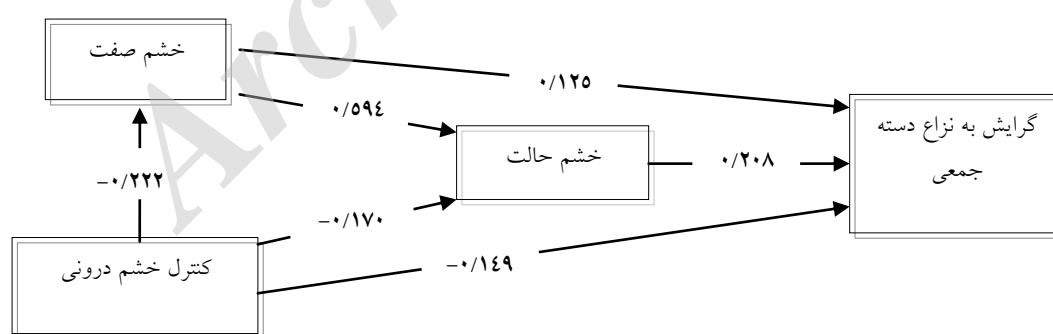 خشم صفت
۰/۱۲۵
گرایش به نزاع دسته
جمعی
۰/۵۹٤
خشم حالت
۰/۲۰۸
−۰/۲۲۲
−۰/۱۷۰
کنترل خشم درونی
−۰/۱٤۹
Arc